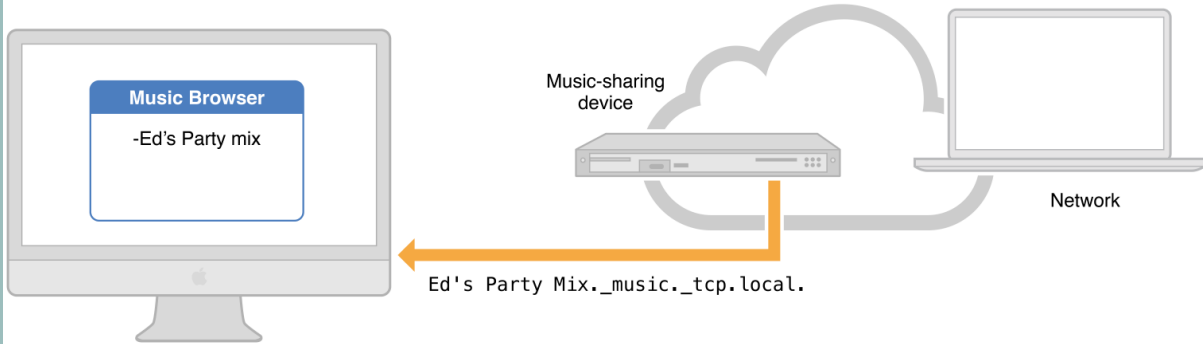 Music Browser
-Ed’s Party mix
Music-sharing
device
Network
Ed's Party Mix._music._tcp.local.